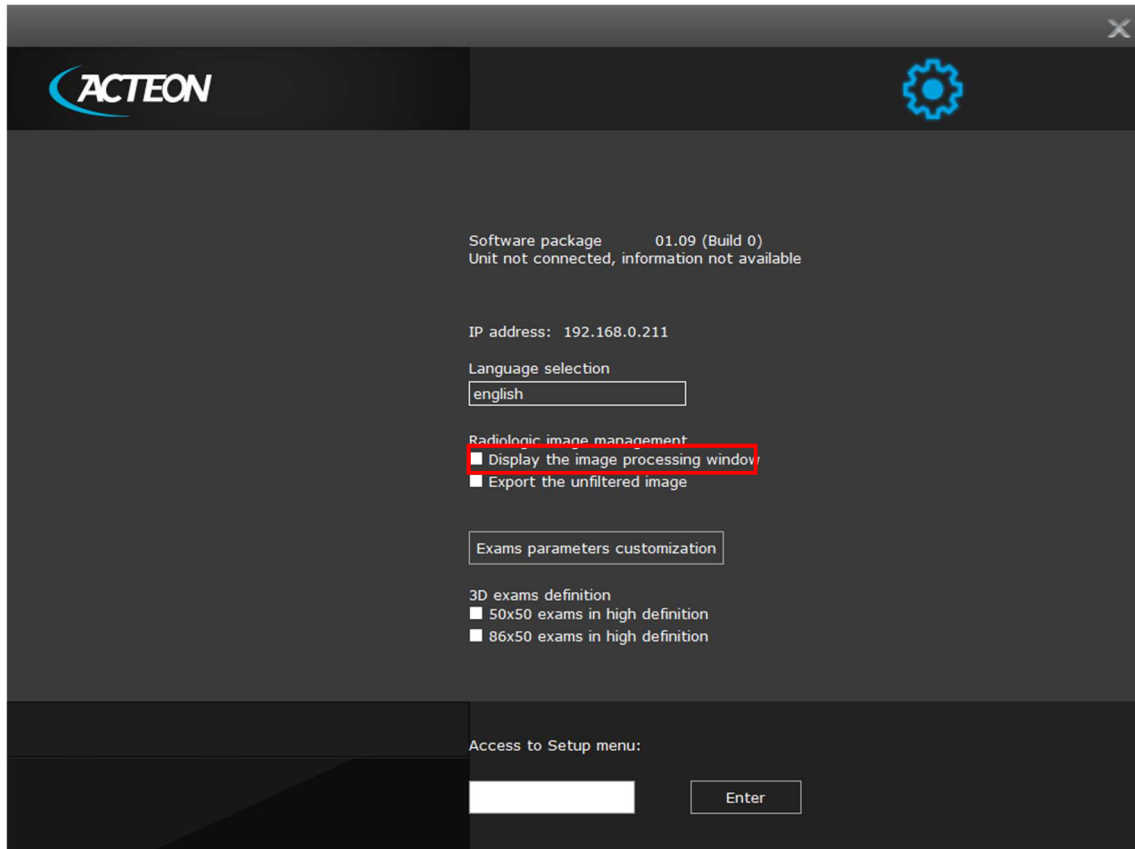 ACTEON
Software package 01.09 (Build 0)
Unit not connected, information not available
IP address: 192.168.0.211
Language selection
english
Radiologic image management
Display the image processing window
Export the unfiltered image
Exams parameters customization
3D exams definition
50x50 exams in high definition
86x50 exams in high definition
Access to Setup menu:
Enter